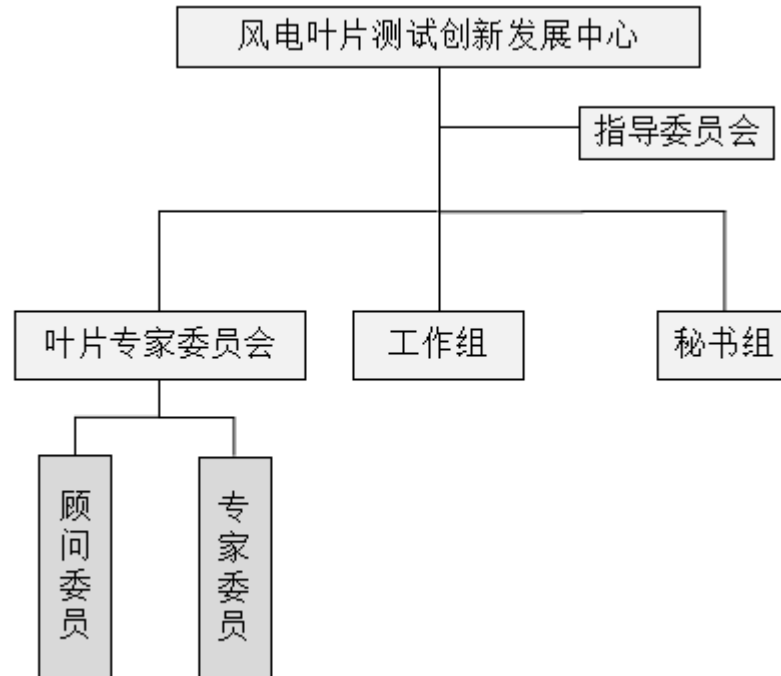 风电叶片测试创新发展中心
指导委员会
叶片专家委员会
工作组
秘书组
顾问委员
专家委员